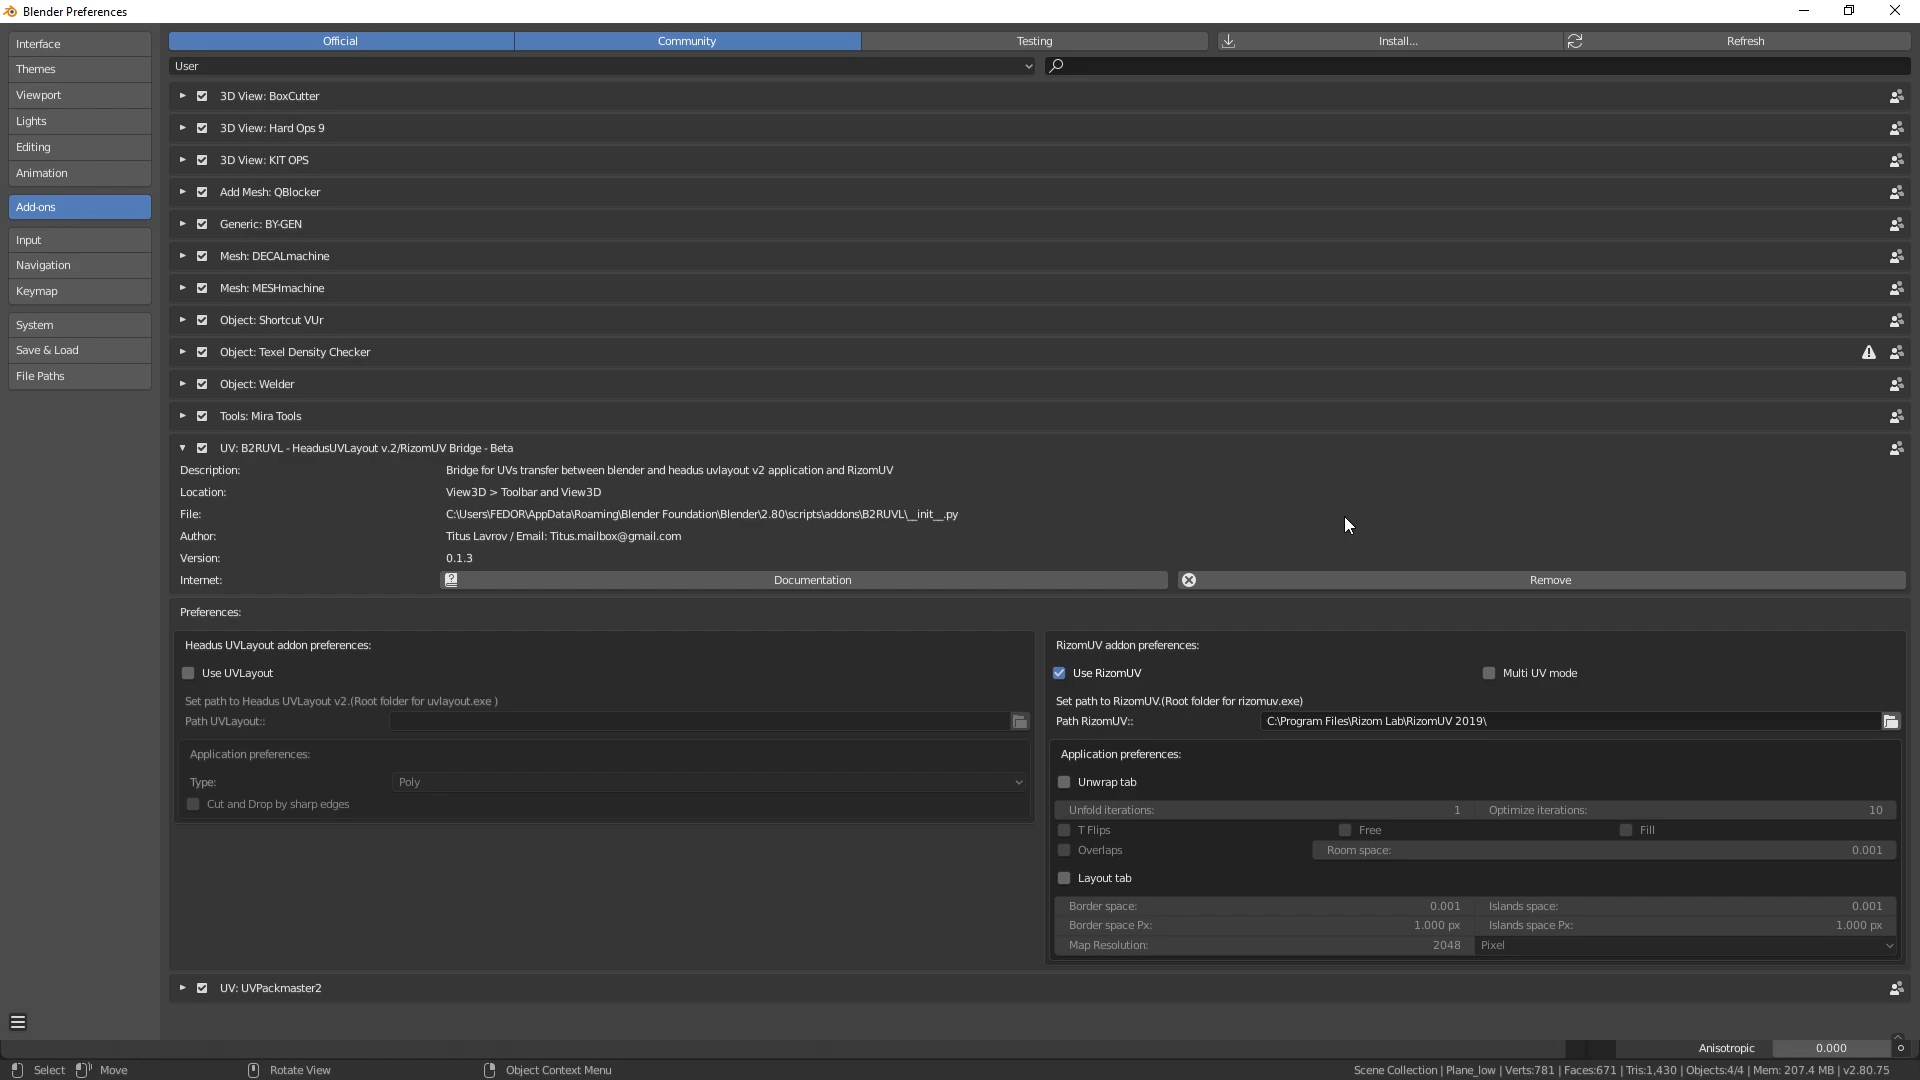 Blender Preferences
Interface
Themes
Viewport
Lights
Editing
Animation
Add-ons
Input
Navigation
Keymap
System
Save & Load
File Paths
Official Community Testing Install... Refresh
User
3D View: BoxCutter
3D View: Hard Ops 9
3D View: KIT OPS
Add Mesh: QBlocker
Generic: BY-GEN
Mesh: DECALmachine
Mesh: MESHmachine
Object: Shortcut VUr
Object: Texel Density Checker
Object: Welder
Tools: Mira Tools
UV: B2RUVL - HeadusUVLayout v.2/RizomUV Bridge - Beta
Description: Bridge for UVs transfer between blender and headus uvlayout v2 application and RizomUV
Location: View3D > Toolbar and View3D
File: C:\Users\FEDOR\AppData\Roaming\Blender Foundation\Blender\2.80\scripts\addons\B2RUVL\__init__.py
Author: Titus Lavrov / Email: Titus.mailbox@gmail.com
Version: 0.1.3
Internet: Documentation Remove
Preferences:
Headus UVLayout addon preferences:
Use UVLayout
Set path to Headus UVLayout v2.(Root folder for uvlayout.exe )
Path UVLayout::
Application preferences:
Type: Poly
Cut and Drop by sharp edges
RizomUV addon preferences:
Use RizomUV Multi UV mode
Set path to RizomUV.(Root folder for rizomuv.exe)
Path RizomUV:: C:\Program Files\Rizom Lab\RizomUV 2019\
Application preferences:
Unwrap tab
Unfold iterations: 1 Optimize iterations: 10
T Flips Free Fill
Overlaps Room space: 0.001
Layout tab
Border space: 0.001 Islands space: 0.001
Border space Px: 1.000 px Islands space Px: 1.000 px
Map Resolution: 2048 Pixel
UV: UVPackmaster2
Anisotropic 0.000
Select Move Rotate View Object Context Menu Scene Collection | Plane_low | Verts:781 | Faces:671 | Tris:1,430 | Objects:4/4 | Mem: 207.4 MB | v2.80.75